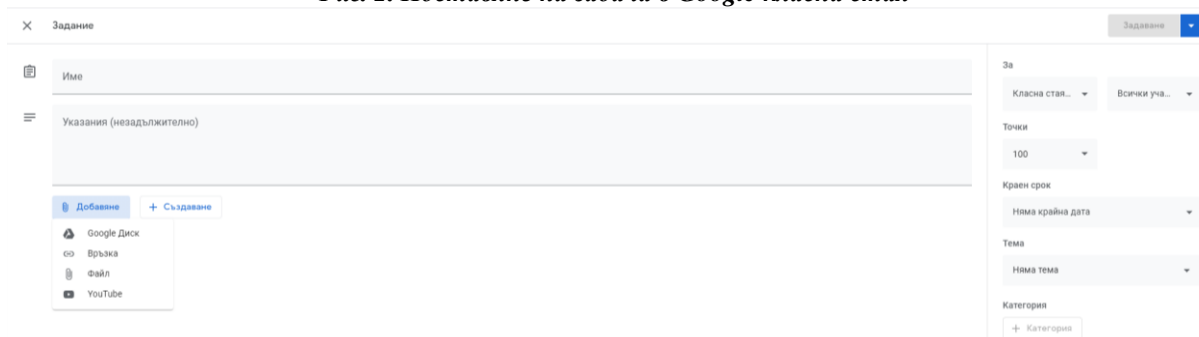 Задание
Задаване
Име
Указания (незадължително)
Добавяне
+ Създаване
Google Диск
Връзка
Файл
YouTube
За
Класна стая...
Всички уча...
Точки
100
Краен срок
Няма крайна дата
Тема
Няма тема
Категория
+ Категория